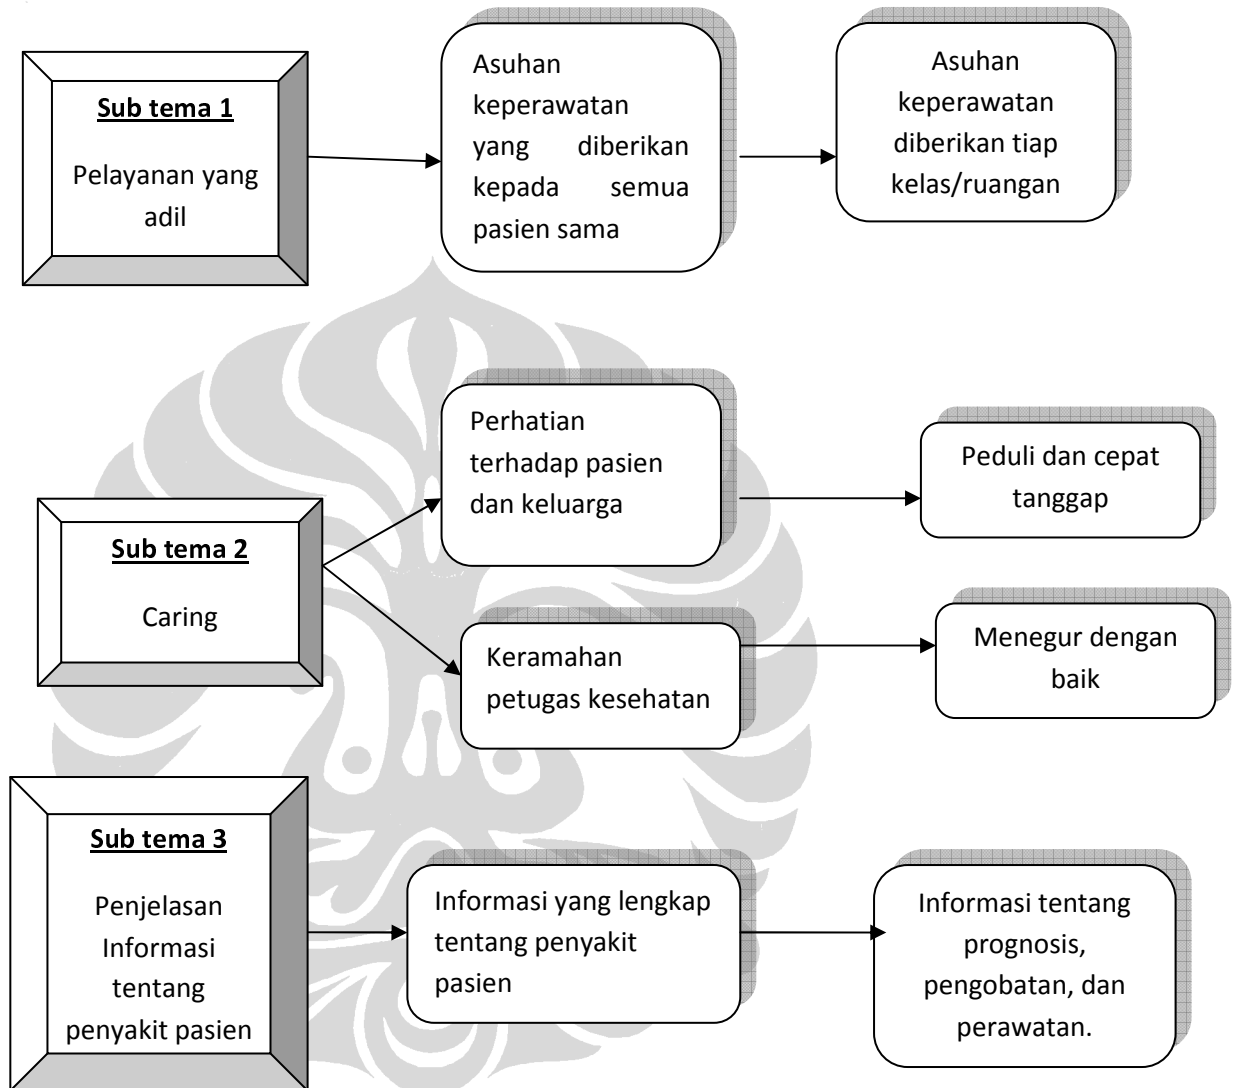 Sub tema 1
Pelayanan yang
adil
Asuhan
keperawatan
yang diberikan
kepada semua
pasien sama
Asuhan
keperawatan
diberikan tiap
kelas/ruangan
Sub tema 2
Caring
Perhatian
terhadap pasien
dan keluarga
Peduli dan cepat
tanggap
Keramahan
petugas kesehatan
Menegur dengan
baik
Sub tema 3
Penjelasan
Informasi
tentang
penyakit pasien
Informasi yang lengkap
tentang penyakit
pasien
Informasi tentang
prognosis,
pengobatan, dan
perawatan.